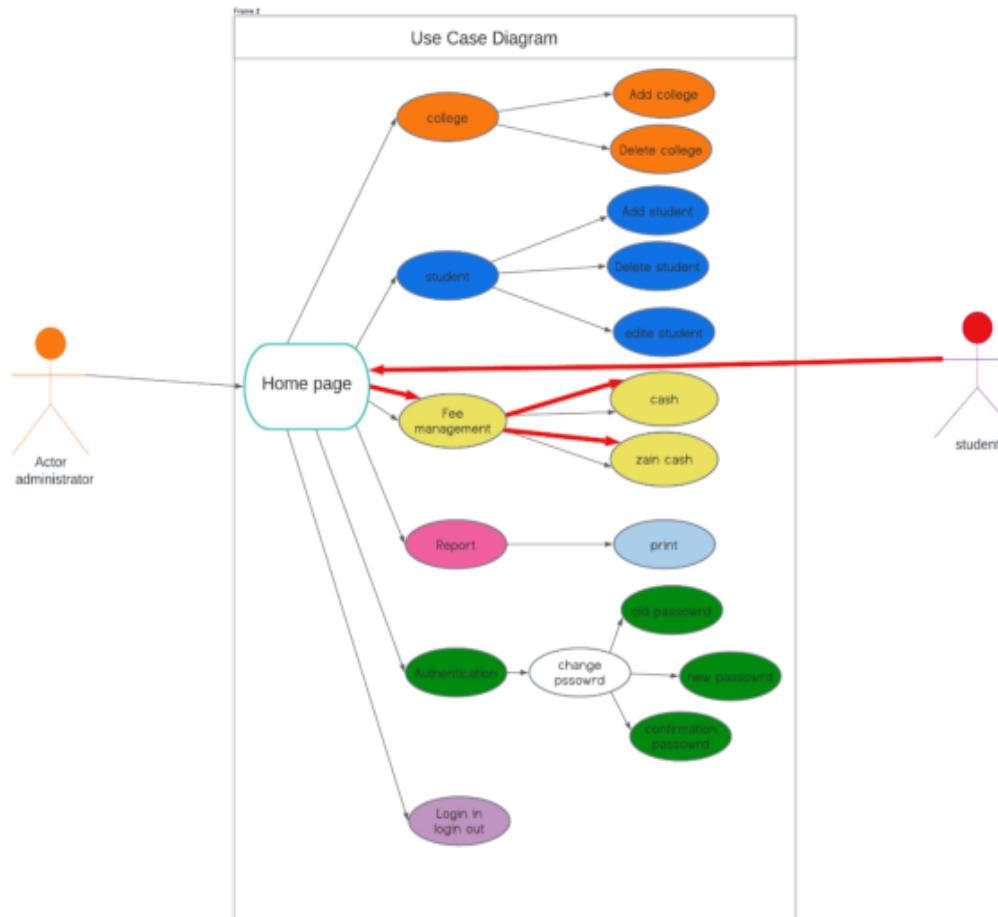 Frame 2
Use Case Diagram
college
Add college
Delete college
student
Add student
Delete student
edite student
Home page
Actor
administrator
student
Fee
management
cash
zain cash
Report
print
Authentication
change
pssowrd
old passowrd
new passowrd
confirmation
passowrd
Login in
login out